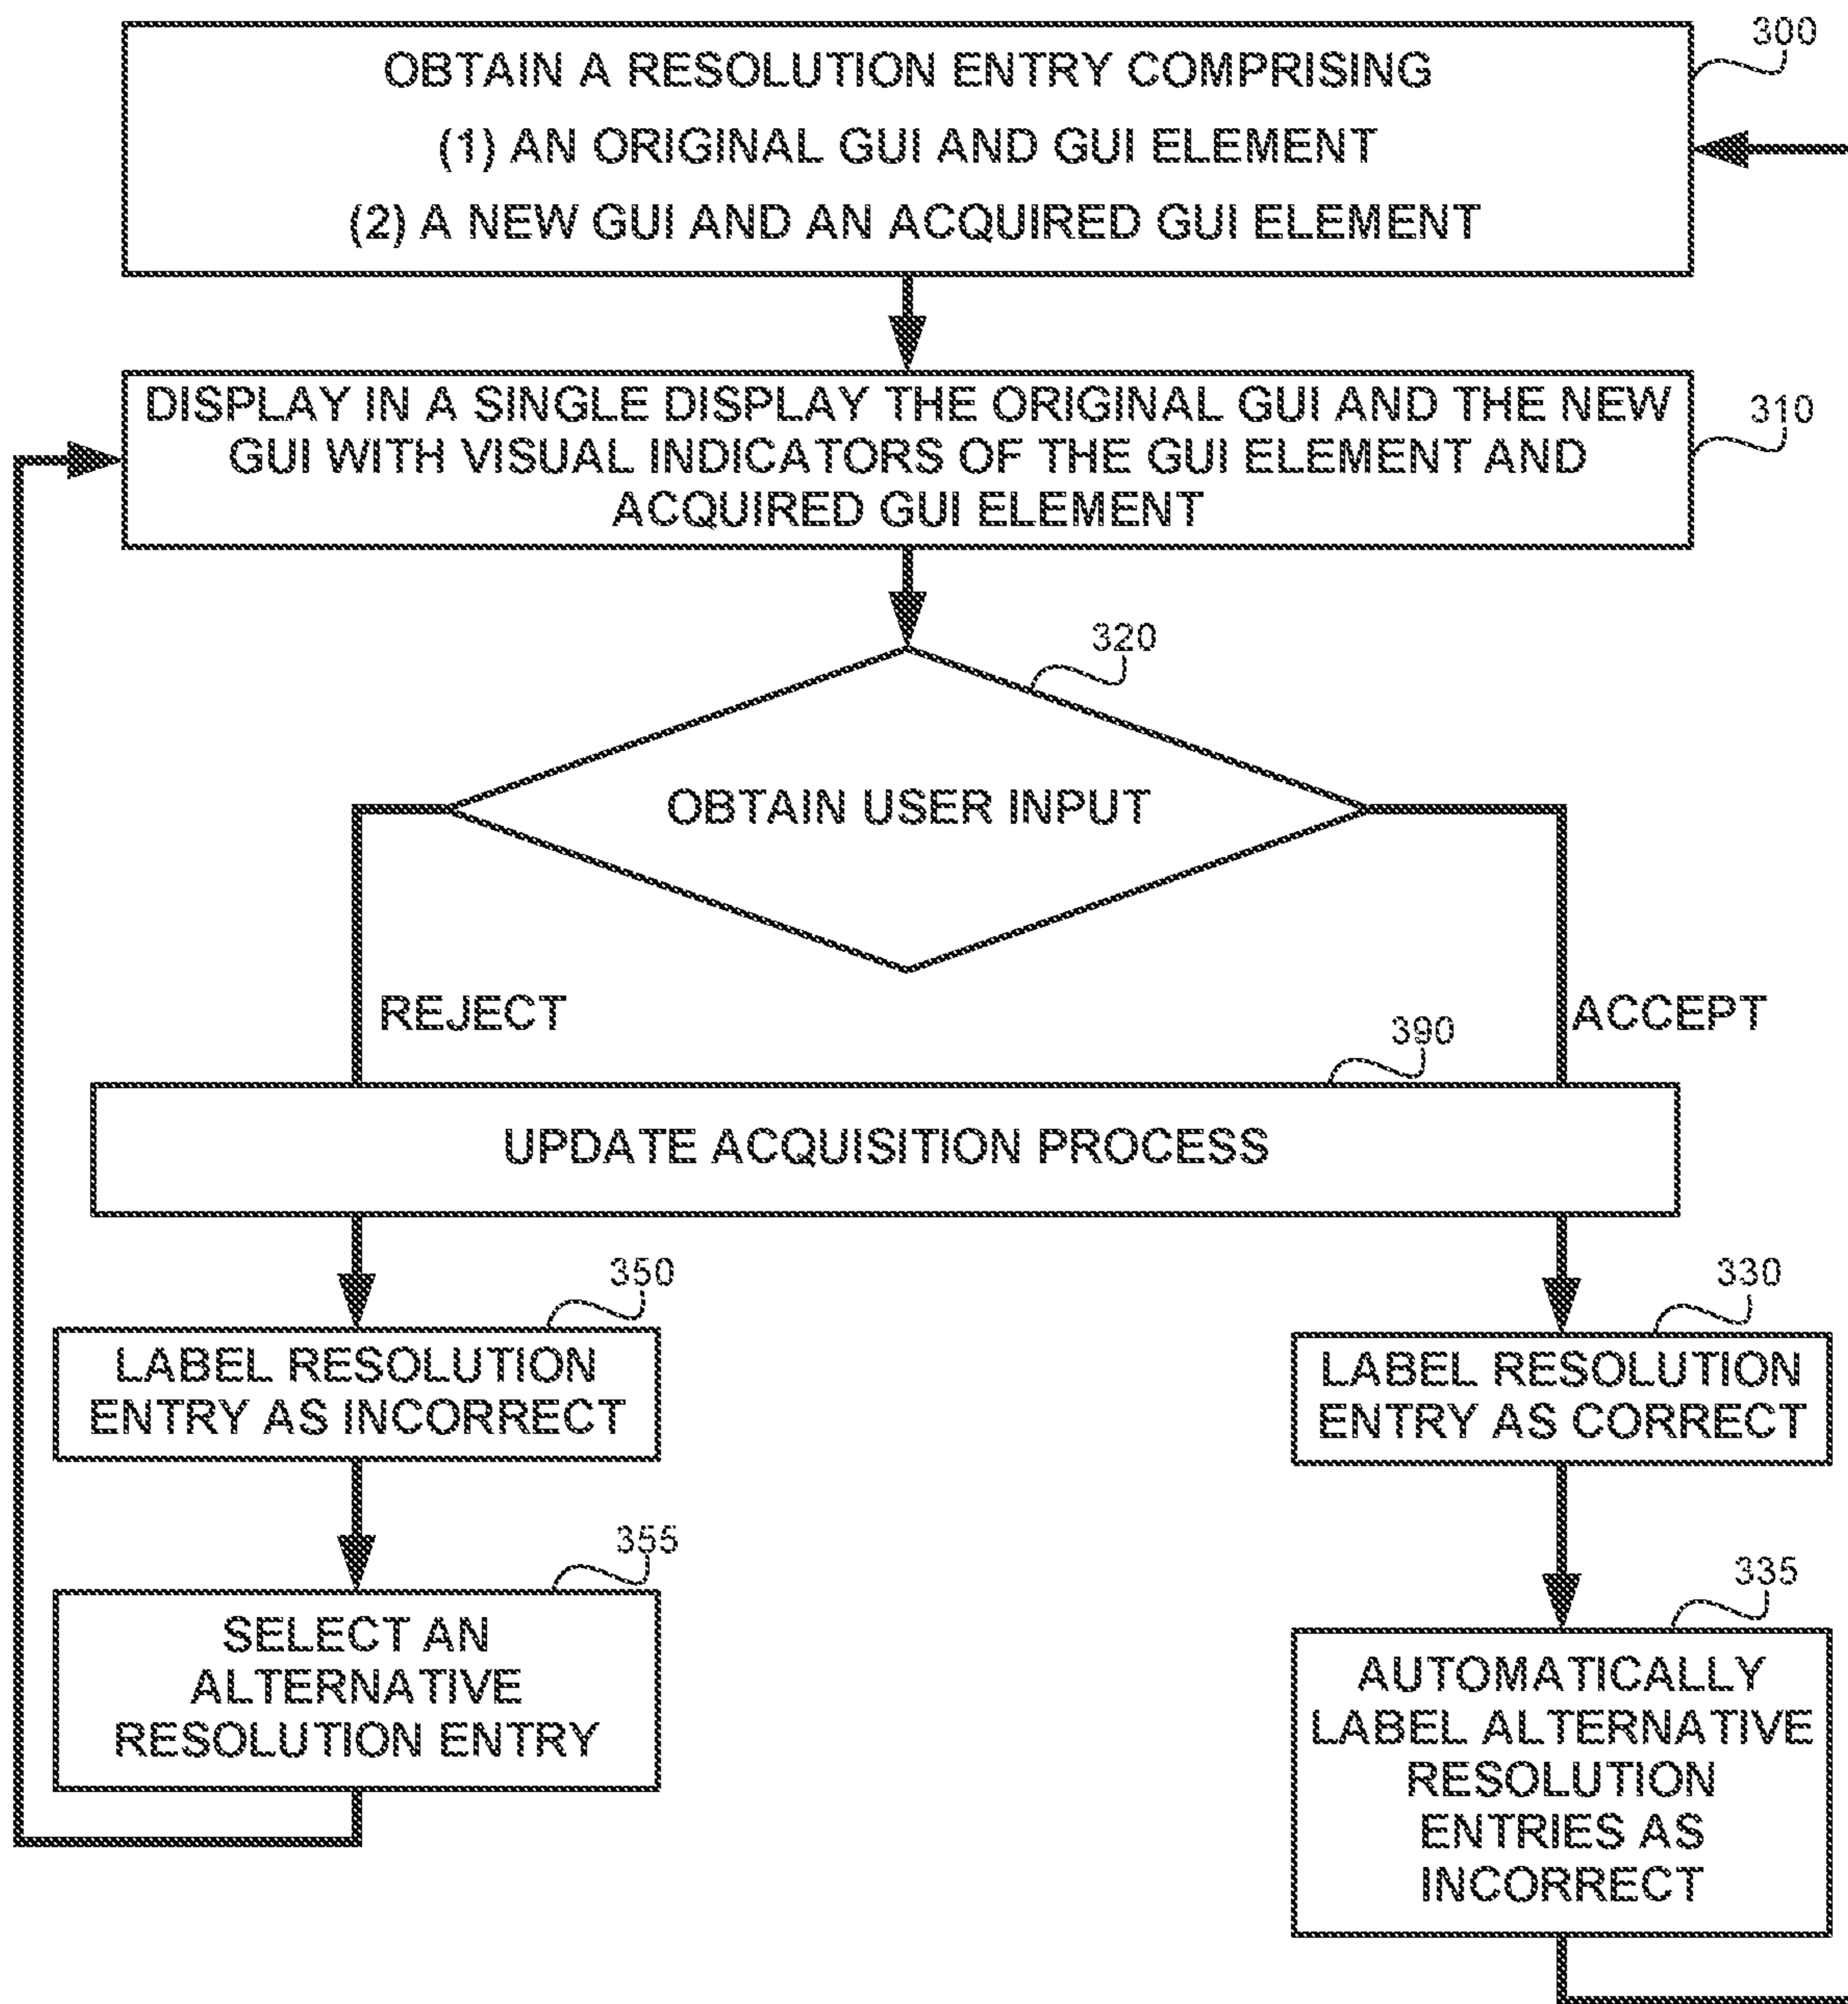 300
OBTAIN A RESOLUTION ENTRY COMPRISING
(1) AN ORIGINAL GUI AND GUI ELEMENT
(2) A NEW GUI AND AN ACQUIRED GUI ELEMENT
310
DISPLAY IN A SINGLE DISPLAY THE ORIGINAL GUI AND THE NEW
GUI WITH VISUAL INDICATORS OF THE GUI ELEMENT AND
ACQUIRED GUI ELEMENT
320
OBTAIN USER INPUT
REJECT
ACCEPT
390
UPDATE ACQUISITION PROCESS
350
LABEL RESOLUTION
ENTRY AS INCORRECT
330
LABEL RESOLUTION
ENTRY AS CORRECT
355
SELECT AN
ALTERNATIVE
RESOLUTION ENTRY
335
AUTOMATICALLY
LABEL ALTERNATIVE
RESOLUTION
ENTRIES AS
INCORRECT